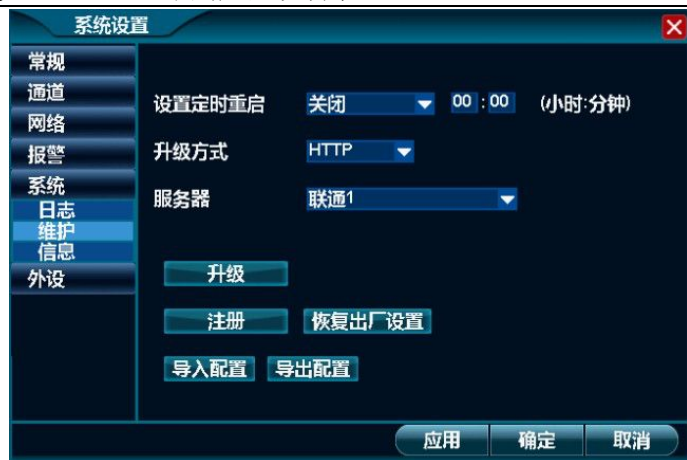 系统设置
常规
通道
网络
报警
系统
日志
维护
信息
外设
设置定时重启 关闭 00 : 00 (小时:分钟)
升级方式 HTTP
服务器 联通1
升级
注册 恢复出厂设置
导入配置 导出配置
应用 确定 取消